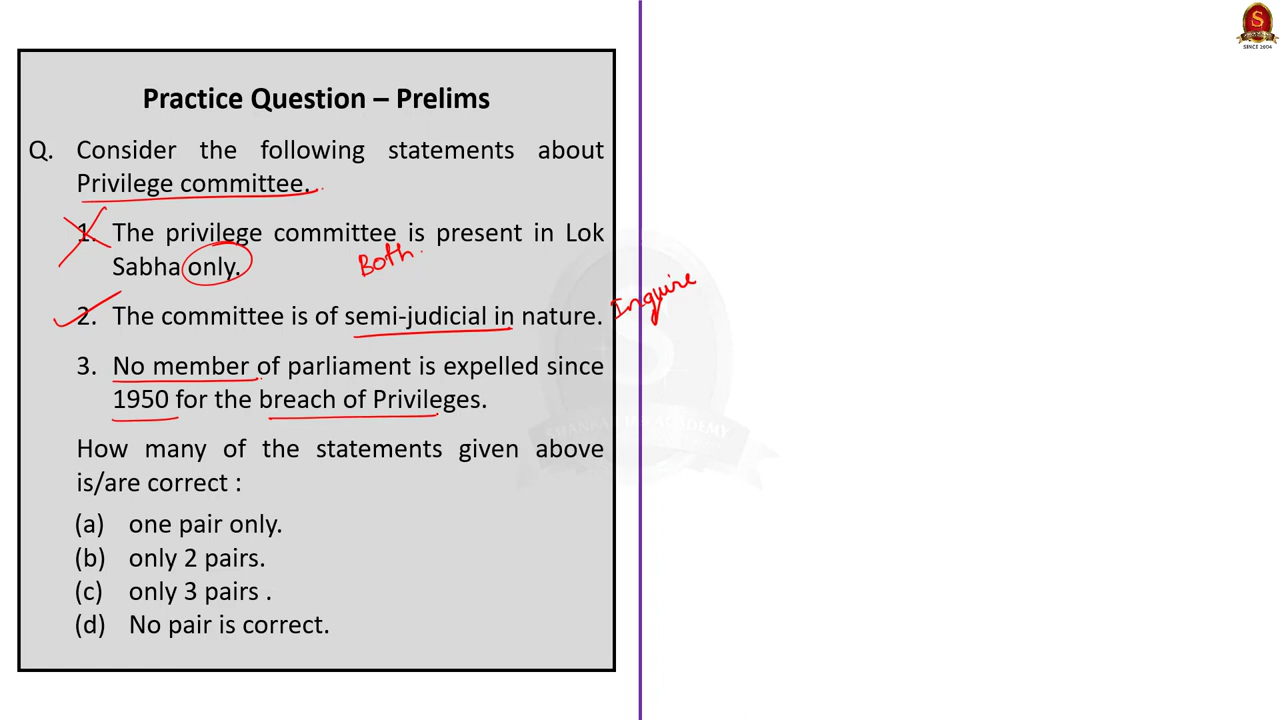 S
SINCE 2004
Practice Question – Prelims
Q. Consider the following statements about
Privilege committee.
1. The privilege committee is present in Lok
Sabha only.
Both.
2. The committee is of semi-judicial in nature.
Inquire
3. No member of parliament is expelled since
1950 for the breach of Privileges.
How many of the statements given above
is/are correct :
(a) one pair only.
(b) only 2 pairs.
(c) only 3 pairs .
(d) No pair is correct.